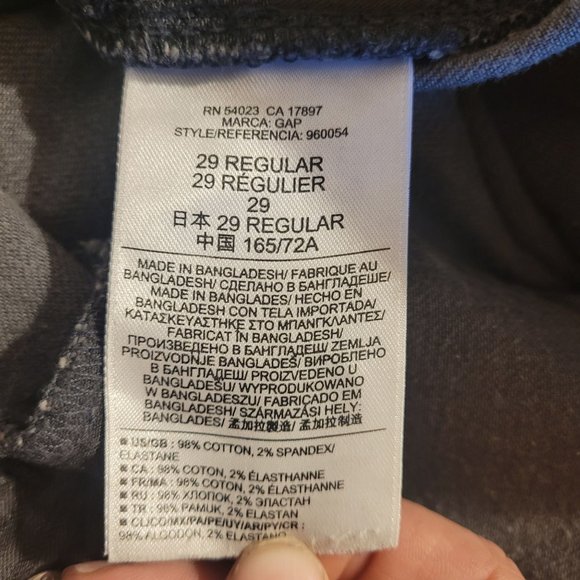 RN 54023 CA 17897
MARCA: GAP
STYLE/REFERENCIA: 960054
29 REGULAR
29 RÉGULIER
29
日本 29 REGULAR
中国 165/72A
MADE IN BANGLADESH/ FABRIQUE AU
BANGLADESH/ СДЕЛАНО В БАНГЛАДЕШЕ/
MADE IN BANGLADES/ HECHO EN
BANGLADESH CON TELA IMPORTADA/
ΚΑΤΑΣΚΕΥΑΣΤΗΚΕ ΣΤΟ ΜΠΑΝΓΚΛΑΝΤΕΣ/
FABRICAT ÎN BANGLADESH/
ПРОИЗВЕДЕНО В БАНГЛАДЕШ/ ZEMLJA
PROIZVODNJE BANGLADEŠ/ ВИРОБЛЕНО
В БАНГЛАДЕШ/ PROIZVEDENO U
BANGLADEŠU/ WYPRODUKOWANO
W BANGLADESZU/ FABRICADO EM
BANGLADESH/ SZÁRMAZÁSI HELY:
BANGLADES/ 孟加拉製造/ 孟加拉制造
■ US/GB : 98% COTTON, 2% SPANDEX/
ELASTANE
■ CA : 98% COTON, 2% ÉLASTHANNE
■ FR/MA : 98% COTON, 2% ÉLASTHANNE
■ RU : 98% ХЛОПОК, 2% ЭЛАСТАН
■ TR : 98% PAMUK, 2% ELASTAN
■ CL/CO/MX/PA/PE/UY/AR/PY/CR :
98% ALGODON, 2% ELASTANO